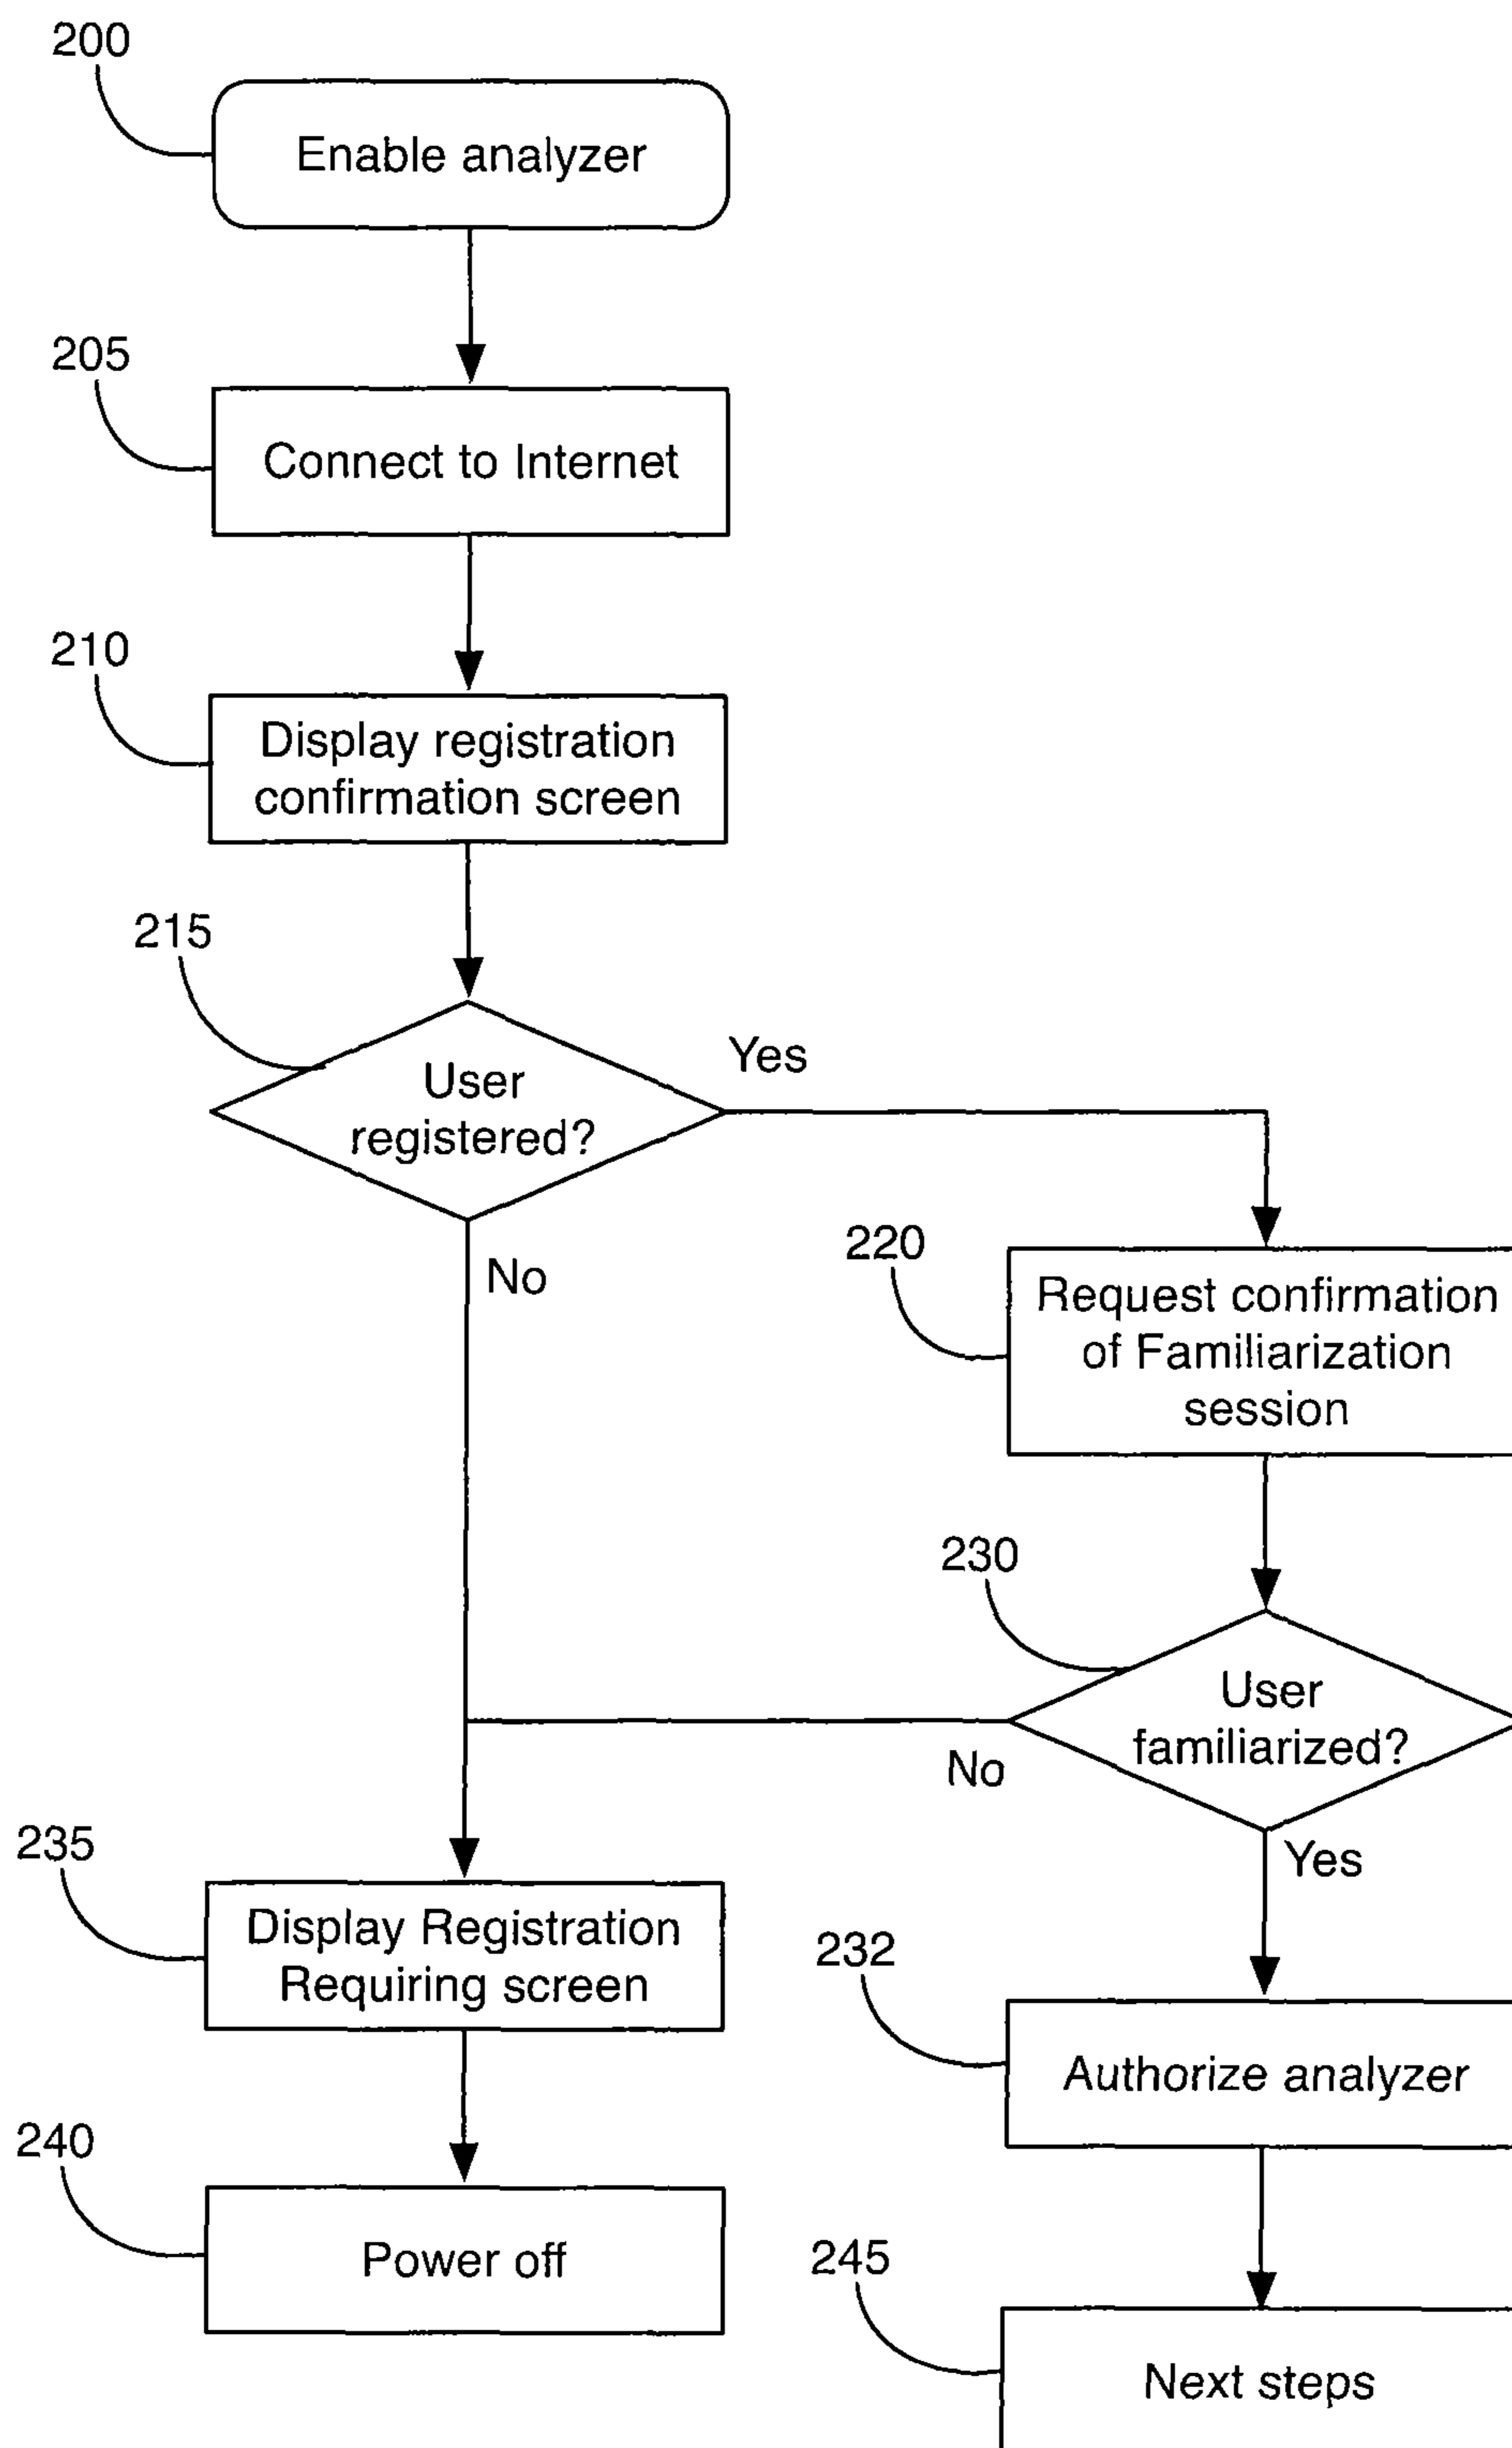 200
Enable analyzer
205
Connect to Internet
210
Display registration
confirmation screen
215
User
registered?
Yes
No
220
Request confirmation
of Familiarization
session
230
User
familiarized?
No
Yes
235
Display Registration
Requiring screen
232
Authorize analyzer
240
Power off
245
Next steps